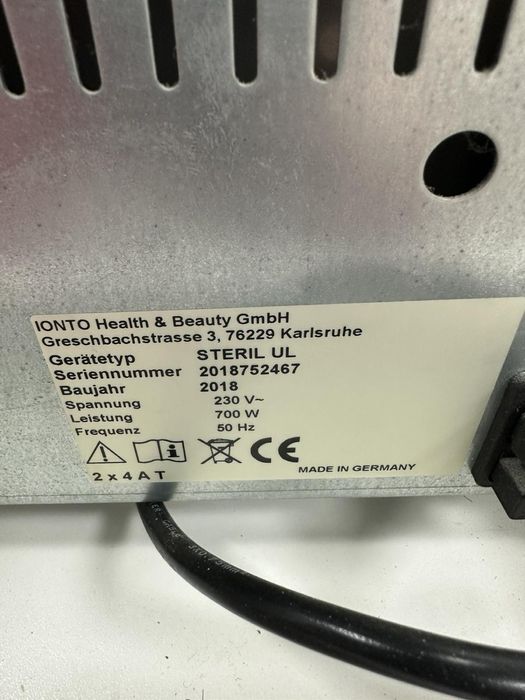 IONTO Health & Beauty GmbH
Greschbachstrasse 3, 76229 Karlsruhe
Gerätetyp STERIL UL
Seriennummer 2018752467
Baujahr 2018
Spannung 230 V~
Leistung 700 W
Frequenz 50 Hz
CE
2 x 4 A T MADE IN GERMANY